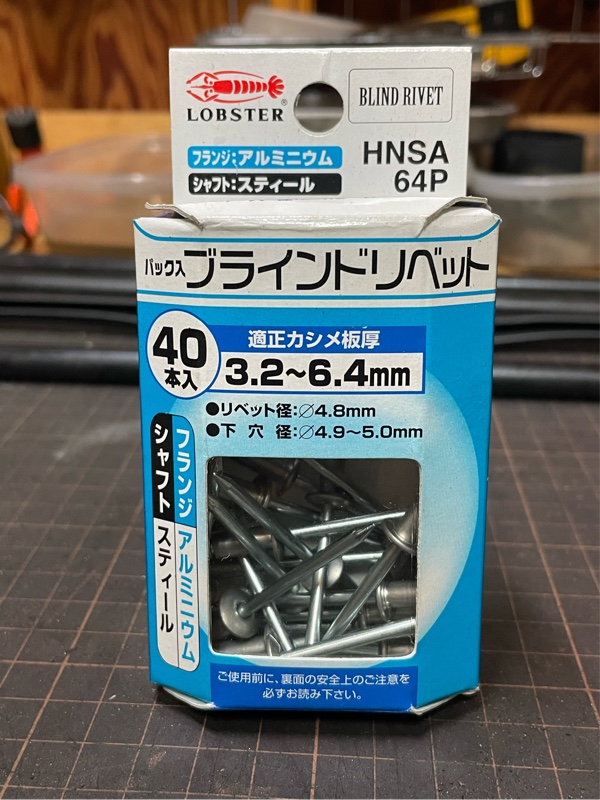 LOBSTER®
BLIND RIVET
フランジ:アルミニウム
シャフト:スティール
HNSA
64P
パック入 ブラインドリベット
40
本入
適正カシメ板厚
3.2〜6.4mm
●リベット径:∅4.8mm
●下 穴 径:∅4.9〜5.0mm
フランジ アルミニウム
シャフト スティール
ご使用前に、裏面の安全上のご注意を
必ずお読み下さい。